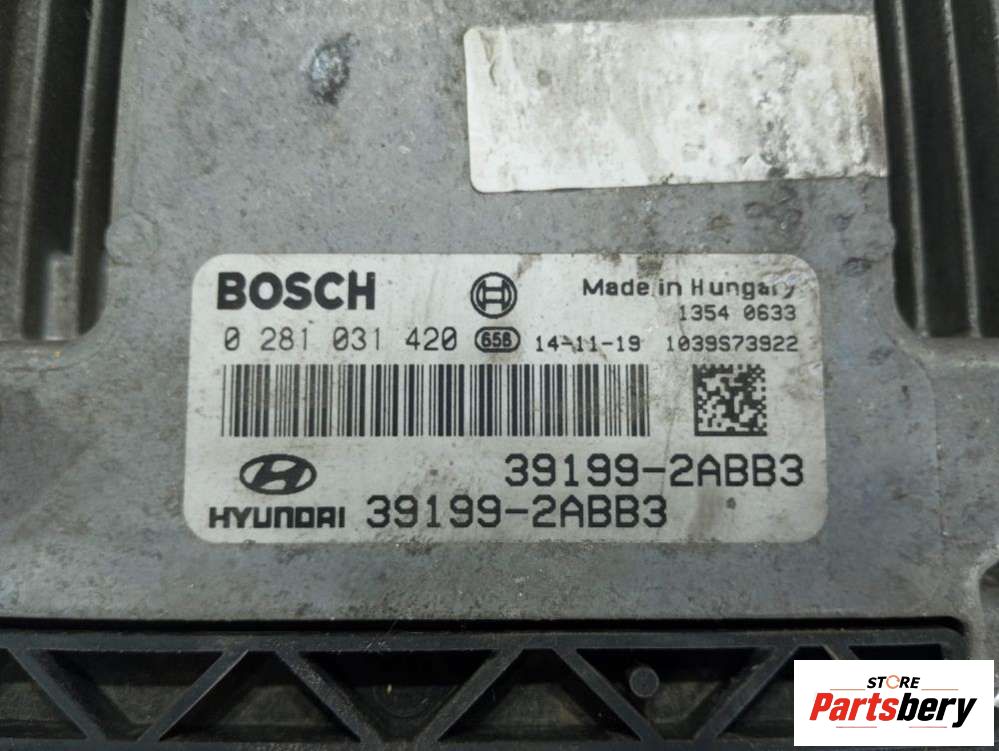 BOSCH
Made in Hungary
1354 0633
0 281 031 420 658 14-11-19 1039S73922
39199-2ABB3
HYUNDAI 39199-2ABB3
STORE
Partsbery